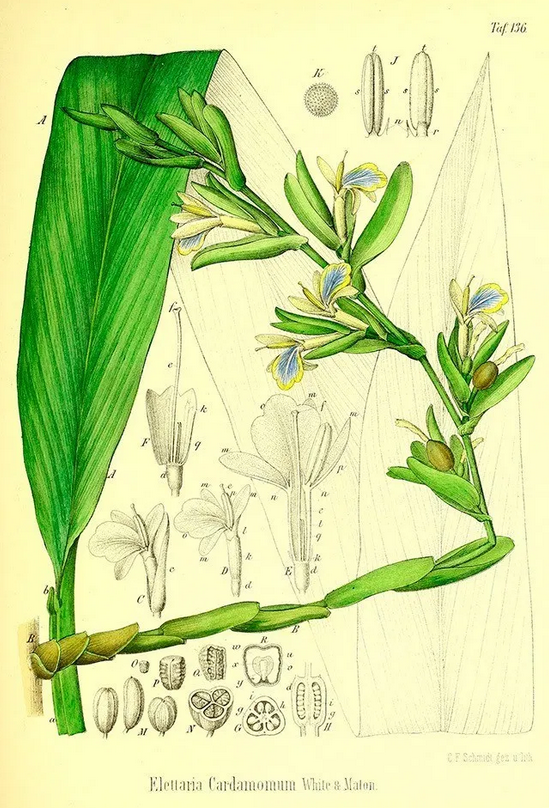 Taf. 136.
K
t
J
t
A
s
s
s
s
n
r
f
e
k
F
q
d
A
e
m
f
m
m
p
n
n
e
l
q
k
E
d
m
e
n
m
o
l
m
k
D
d
C
c
b
B
B
a
O
P
Q
R
w
x
u
v
y
M
N
g
G
i
h
d
i
g
H
C. F. Schmidt gez. u. lith.
Elettaria Cardamomum White & Maton.